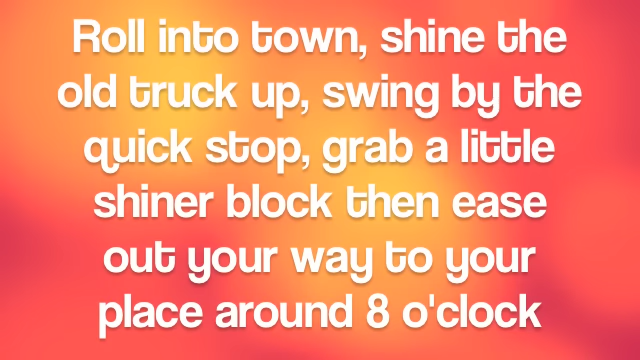 Roll into town, shine the
old truck up, swing by the
quick stop, grab a little
shiner block then ease
out your way to your
place around 8 o'clock